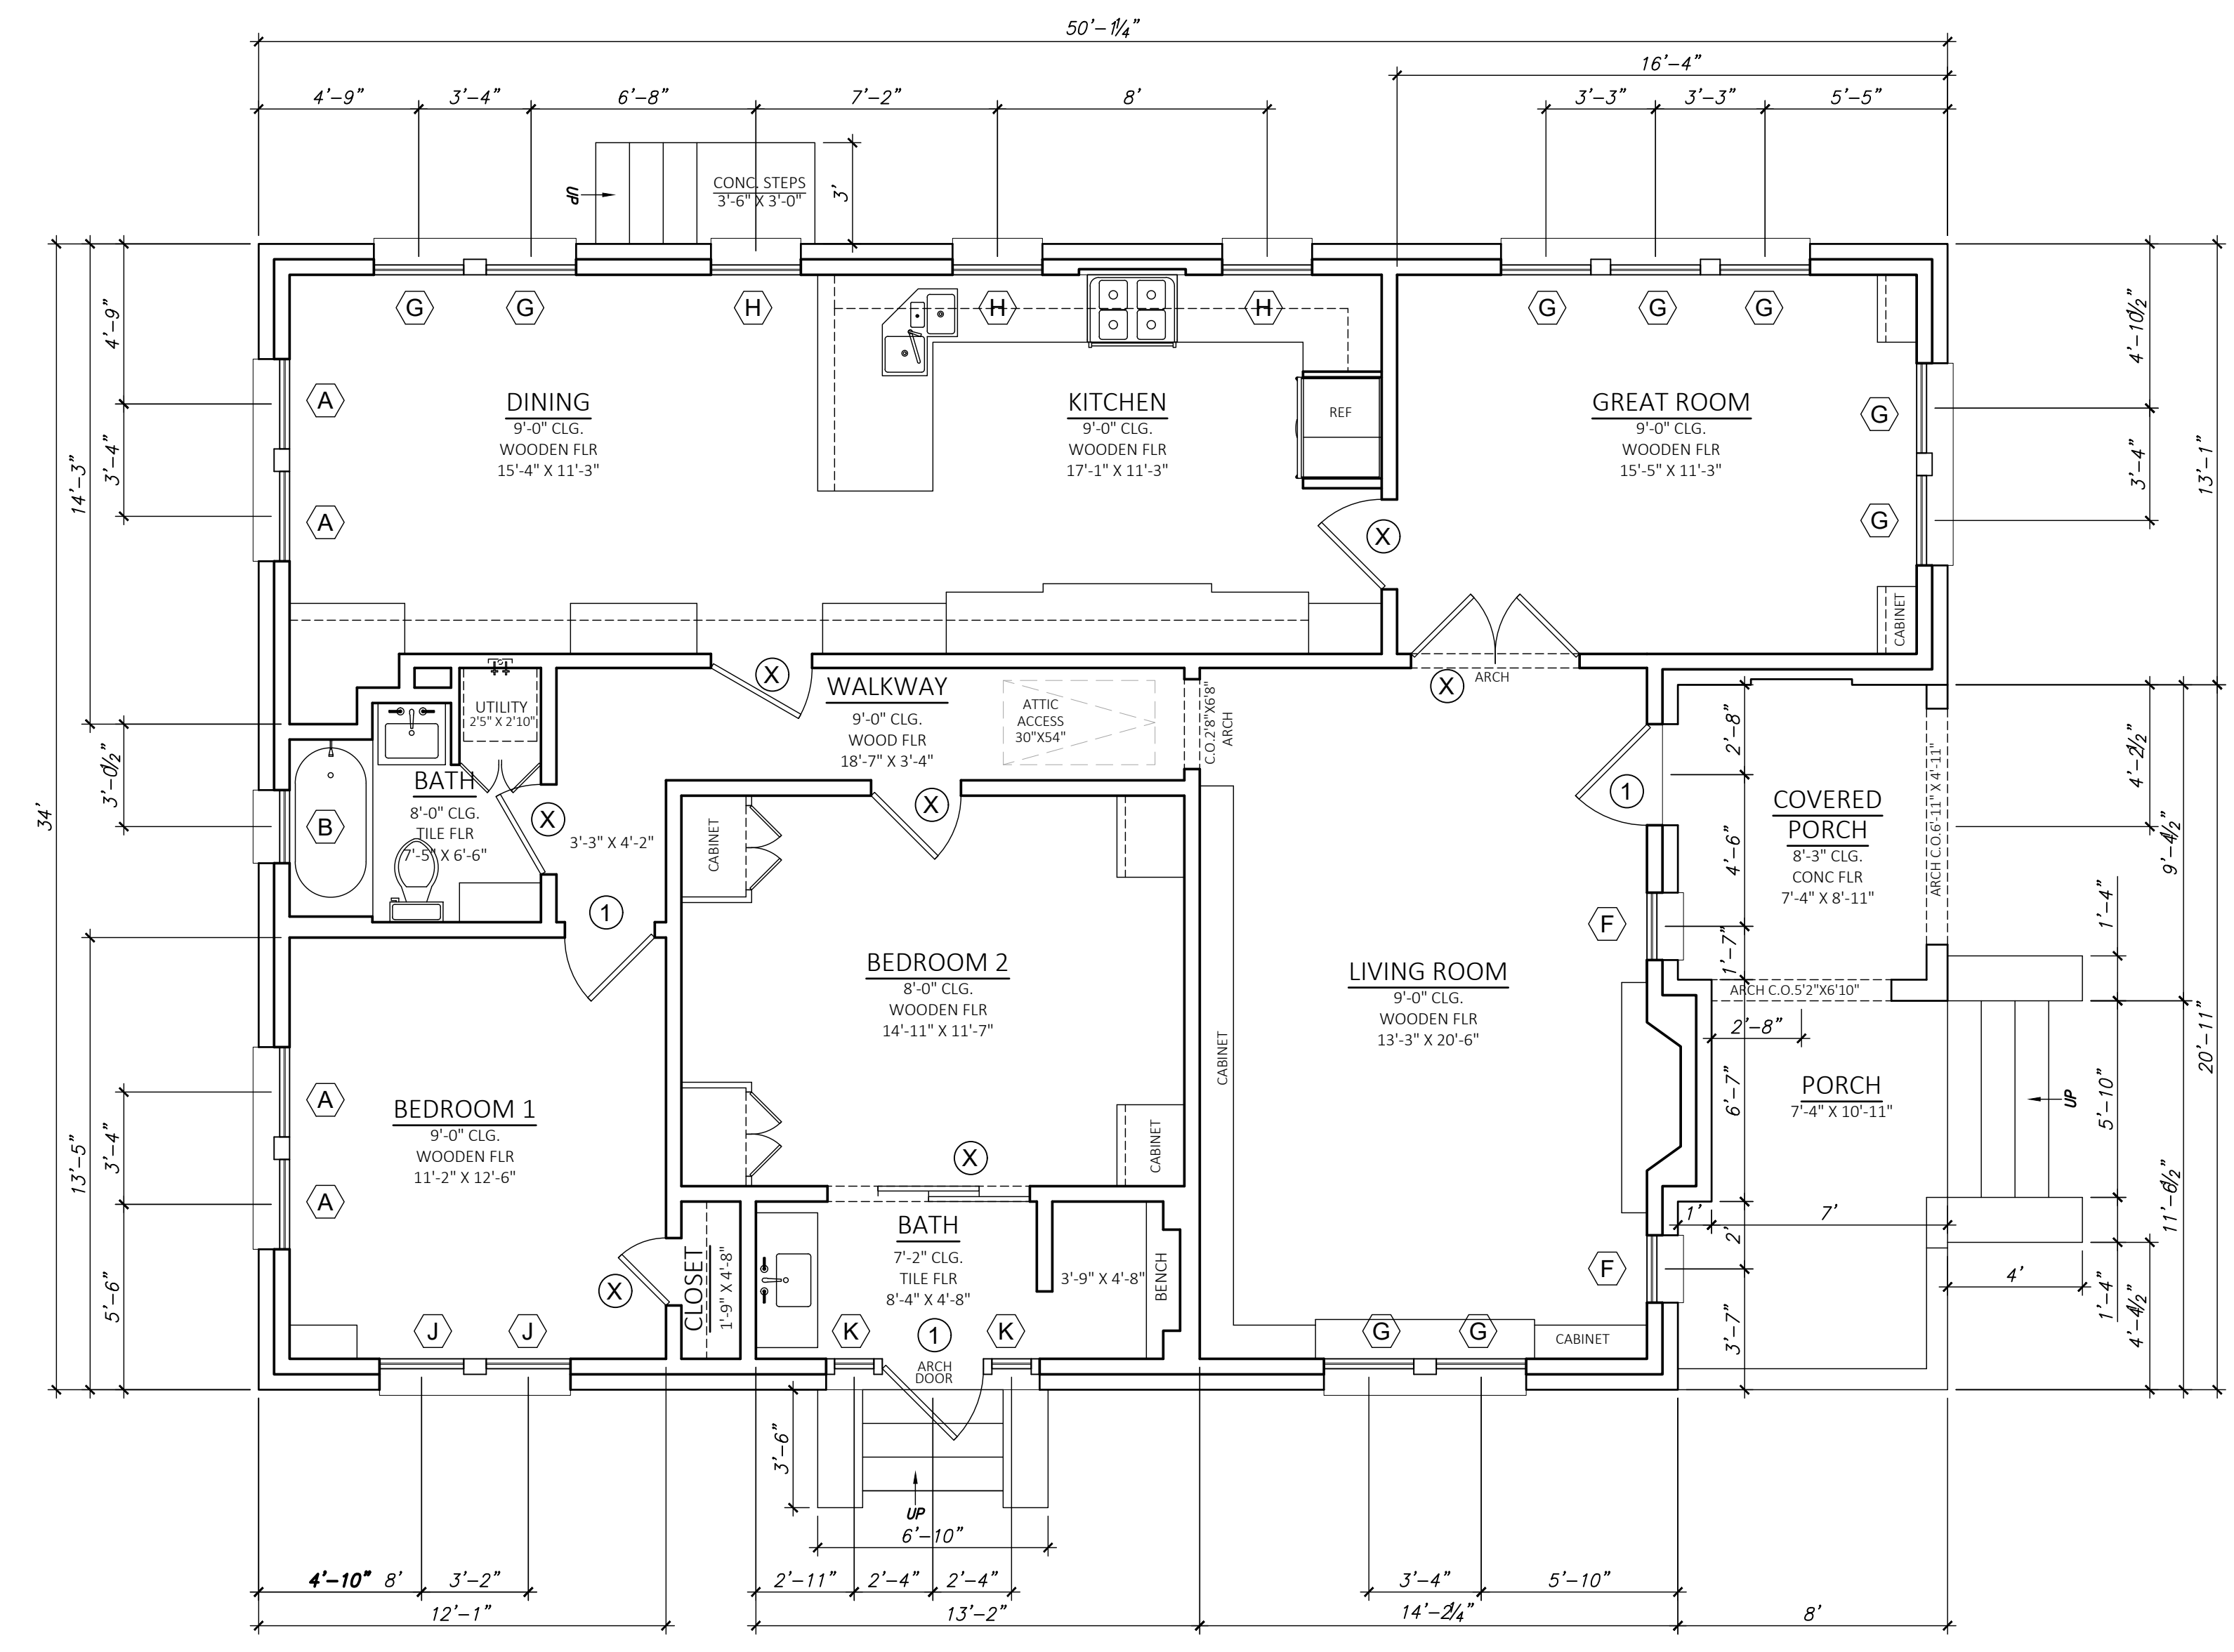 50'-1¼"
16'-4"
4'-9"
3'-4"
6'-8"
7'-2"
8'
3'-3"
3'-3"
5'-5"
UP
CONC. STEPS
3'-6" X 3'-0"
3'
G
G
H
H
H
G
G
G
4'-9"
4'-10½"
A
DINING
9'-0" CLG.
WOODEN FLR
15'-4" X 11'-3"
KITCHEN
9'-0" CLG.
WOODEN FLR
17'-1" X 11'-3"
REF
GREAT ROOM
9'-0" CLG.
WOODEN FLR
15'-5" X 11'-3"
G
3'-4"
14'-3"
3'-4"
13'-1"
A
X
G
CABINET
X
WALKWAY
9'-0" CLG.
WOOD FLR
18'-7" X 3'-4"
ATTIC
ACCESS
30"X54"
C.O.2'8"X6'8"
ARCH
X
ARCH
UTILITY
2'5" X 2'10"
2'-8"
4'-2½"
3'-0½"
34'
B
BATH
8'-0" CLG.
TILE FLR
7'-5" X 6'-6"
X
3'-3" X 4'-2"
X
CABINET
1
COVERED
PORCH
8'-3" CLG.
CONC FLR
7'-4" X 8'-11"
ARCH C.O.6'-11" X 4'-11"
9'-4½"
4'-6"
1
F
1'-7"
1'-4"
BEDROOM 2
8'-0" CLG.
WOODEN FLR
14'-11" X 11'-7"
LIVING ROOM
9'-0" CLG.
WOODEN FLR
13'-3" X 20'-6"
ARCH C.O.5'2"X6'10"
2'-8"
CABINET
20'-11"
A
BEDROOM 1
9'-0" CLG.
WOODEN FLR
11'-2" X 12'-6"
PORCH
7'-4" X 10'-11"
6'-7"
5'-10"
UP
3'-4"
13'-5"
A
X
CABINET
11'-6½"
1'
7'
2'
BATH
7'-2" CLG.
TILE FLR
8'-4" X 4'-8"
3'-9" X 4'-8"
BENCH
CLOSET
1'-9" X 4'-8"
X
F
4'
5'-6"
1'-4"
4'-4½"
3'-7"
J
J
K
1
K
ARCH
DOOR
G
G
CABINET
3'-6"
UP
6'-10"
4'-10"
8'
3'-2"
2'-11"
2'-4"
2'-4"
3'-4"
5'-10"
12'-1"
13'-2"
14'-2¼"
8'